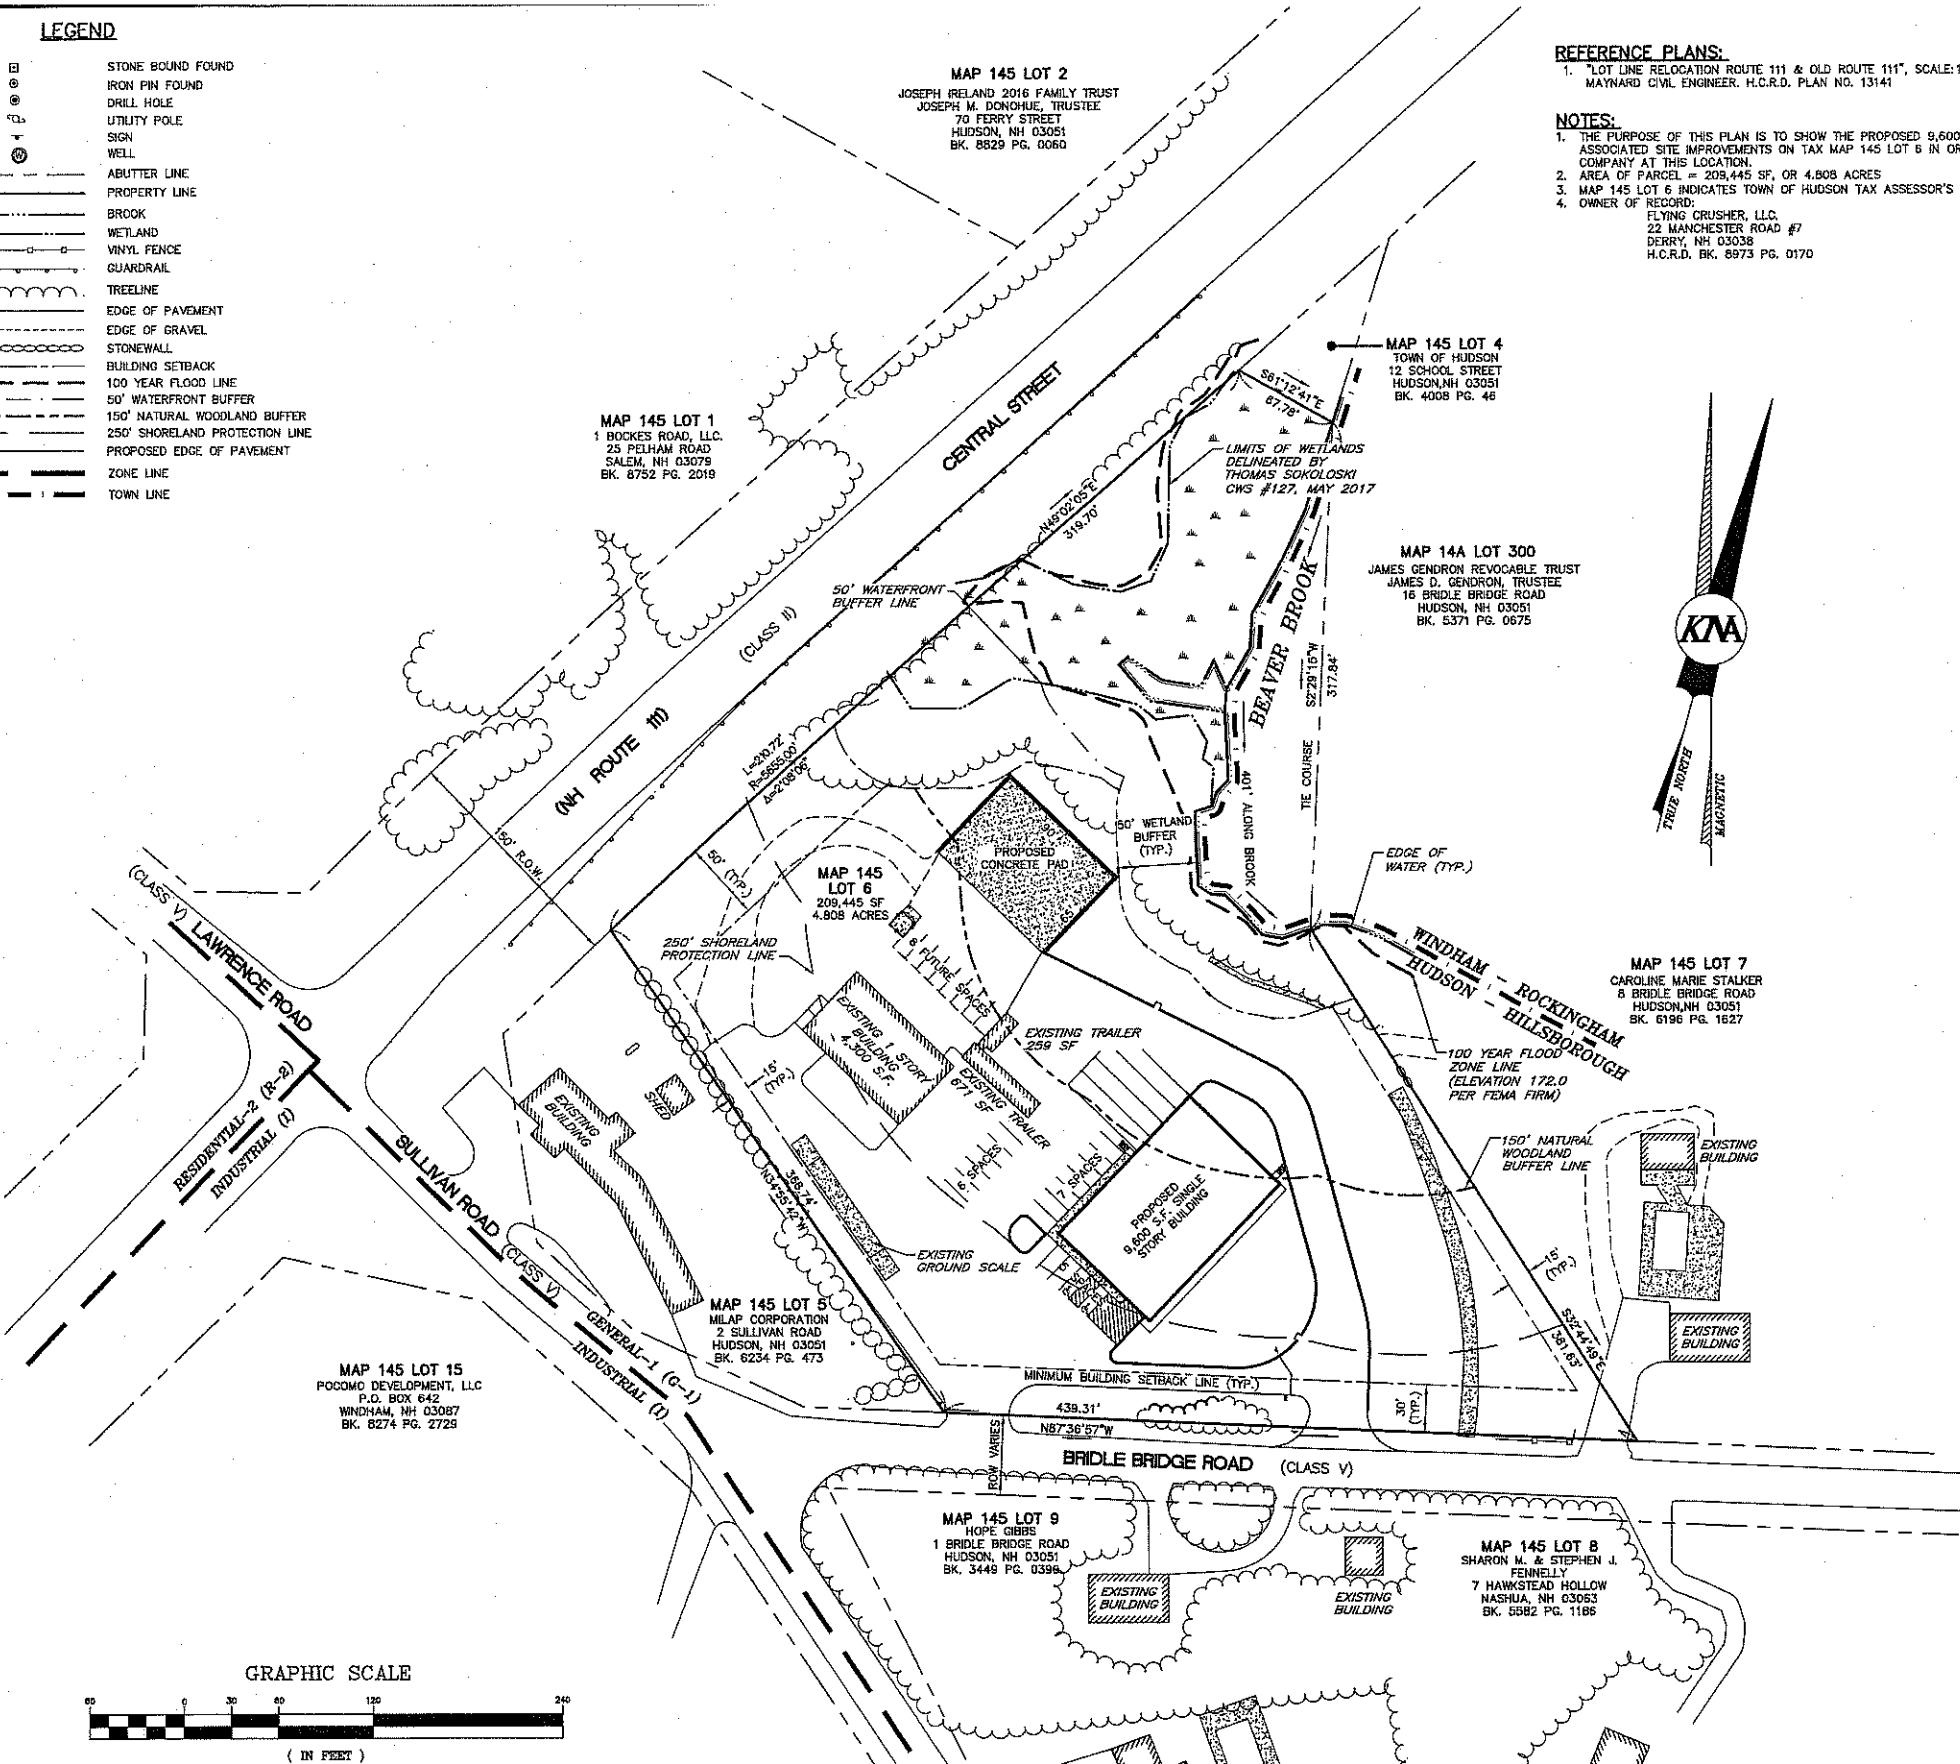 LEGEND
STONE BOUND FOUND
IRON PIN FOUND
DRILL HOLE
UTILITY POLE
SIGN
WELL
ABUTTER LINE
PROPERTY LINE
BROOK
WETLAND
VINYL FENCE
GUARDRAIL
TREELINE
EDGE OF PAVEMENT
EDGE OF GRAVEL
STONEWALL
BUILDING SETBACK
100 YEAR FLOOD LINE
50' WATERFRONT BUFFER
150' NATURAL WOODLAND BUFFER
250' SHORELAND PROTECTION LINE
PROPOSED EDGE OF PAVEMENT
ZONE LINE
TOWN LINE
MAP 145 LOT 2
JOSEPH IRELAND 2016 FAMILY TRUST
JOSEPH M. DONOHUE, TRUSTEE
70 FERRY STREET
HUDSON, NH 03051
BK. 8829 PG. 0060
REFERENCE PLANS:
1. "LOT LINE RELOCATION ROUTE 111 & OLD ROUTE 111", SCALE:1
MAYNARD CIVIL ENGINEER. H.C.R.D. PLAN NO. 13141
NOTES:
1. THE PURPOSE OF THIS PLAN IS TO SHOW THE PROPOSED 9,600
ASSOCIATED SITE IMPROVEMENTS ON TAX MAP 145 LOT 6 IN OR
COMPANY AT THIS LOCATION.
2. AREA OF PARCEL = 209,445 SF, OR 4.808 ACRES
3. MAP 145 LOT 6 INDICATES TOWN OF HUDSON TAX ASSESSOR'S
4. OWNER OF RECORD:
FLYING CRUSHER, LLC.
22 MANCHESTER ROAD #7
DERRY, NH 03038
H.C.R.D. BK. 8973 PG. 0170
MAP 145 LOT 4
TOWN OF HUDSON
12 SCHOOL STREET
HUDSON,NH 03051
BK. 4008 PG. 46
MAP 145 LOT 1
1 BOCKES ROAD, LLC.
25 PELHAM ROAD
SALEM, NH 03079
BK. 8752 PG. 2019
CENTRAL STREET
(CLASS II)
(NH ROUTE 111)
S61°12'41"E
67.78'
LIMITS OF WETLANDS
DELINEATED BY
THOMAS SOKOLOSKI
CWS #127, MAY 2017
N49°02'05"E
319.70'
50' WATERFRONT
BUFFER LINE
MAP 14A LOT 300
JAMES GENDRON REVOCABLE TRUST
JAMES D. GENDRON, TRUSTEE
16 BRIDLE BRIDGE ROAD
HUDSON, NH 03051
BK. 5371 PG. 0675
BEAVER BROOK
S2°29'15"W
317.84'
TIE COURSE
401' ALONG BROOK
KNA
TRUE NORTH
MAGNETIC
L=210.72'
R=5655.00'
Δ=2°08'06"
150' R.O.W.
50' (TYP.)
MAP 145
LOT 6
209,445 SF
4.808 ACRES
250' SHORELAND
PROTECTION LINE
PROPOSED
CONCRETE PAD
90'
65'
50' WETLAND
BUFFER
(TYP.)
EDGE OF
WATER (TYP.)
8 FUTURE
SPACES
WINDHAM
HUDSON
ROCKINGHAM
HILLSBOROUGH
MAP 145 LOT 7
CAROLINE MARIE STALKER
8 BRIDLE BRIDGE ROAD
HUDSON,NH 03051
BK. 6196 PG. 1627
(CLASS V) LAWRENCE ROAD
EXISTING 1 STORY
BUILDING
4,300 S.F.
EXISTING TRAILER
259 SF
EXISTING TRAILER
671 SF
100 YEAR FLOOD
ZONE LINE
(ELEVATION 172.0
PER FEMA FIRM)
15'
(TYP.)
SHED
EXISTING
BUILDING
RESIDENTIAL-2 (R-2)
INDUSTRIAL (I)
SULLIVAN ROAD
(CLASS V)
GENERAL-1 (G-1)
INDUSTRIAL (I)
368.74'
N34°55'42"W
6 SPACES
7 SPACES
5 SPACES
PROPOSED
9,600 S.F. SINGLE
STORY BUILDING
150' NATURAL
WOODLAND
BUFFER LINE
EXISTING
BUILDING
EXISTING
GROUND SCALE
15'
(TYP.)
S32°44'49"E
381.63'
EXISTING
BUILDING
MAP 145 LOT 5
MILAP CORPORATION
2 SULLIVAN ROAD
HUDSON, NH 03051
BK. 6234 PG. 473
MAP 145 LOT 15
POCOMO DEVELOPMENT, LLC
P.O. BOX 642
WINDHAM, NH 03087
BK. 8274 PG. 2729
MINIMUM BUILDING SETBACK LINE (TYP.)
30'
(TYP.)
439.31'
N87°36'57"W
ROW VARIES
BRIDLE BRIDGE ROAD (CLASS V)
MAP 145 LOT 9
HOPE GIBBS
1 BRIDLE BRIDGE ROAD
HUDSON, NH 03051
BK. 3449 PG. 0399
EXISTING
BUILDING
EXISTING
BUILDING
MAP 145 LOT 8
SHARON M. & STEPHEN J.
FENNELLY
7 HAWKSTEAD HOLLOW
NASHUA, NH 03063
BK. 5582 PG. 1186
GRAPHIC SCALE
60 0 30 60 120 240
( IN FEET )